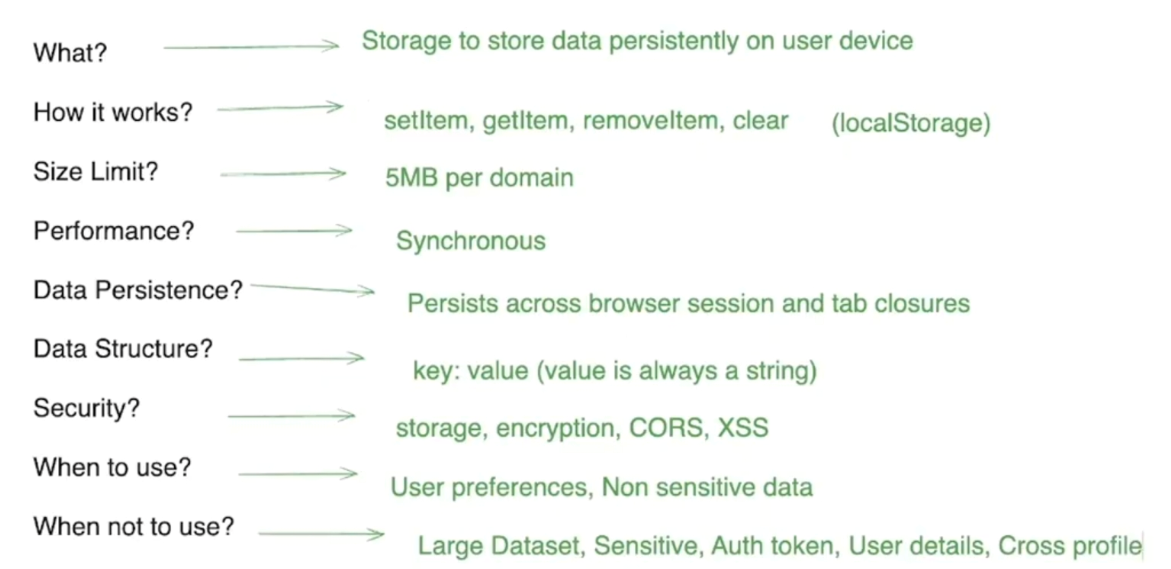 What? Storage to store data persistently on user device
How it works? setItem, getItem, removeItem, clear (localStorage)
Size Limit? 5MB per domain
Performance? Synchronous
Data Persistence? Persists across browser session and tab closures
Data Structure? key: value (value is always a string)
Security? storage, encryption, CORS, XSS
When to use? User preferences, Non sensitive data
When not to use? Large Dataset, Sensitive, Auth token, User details, Cross profile